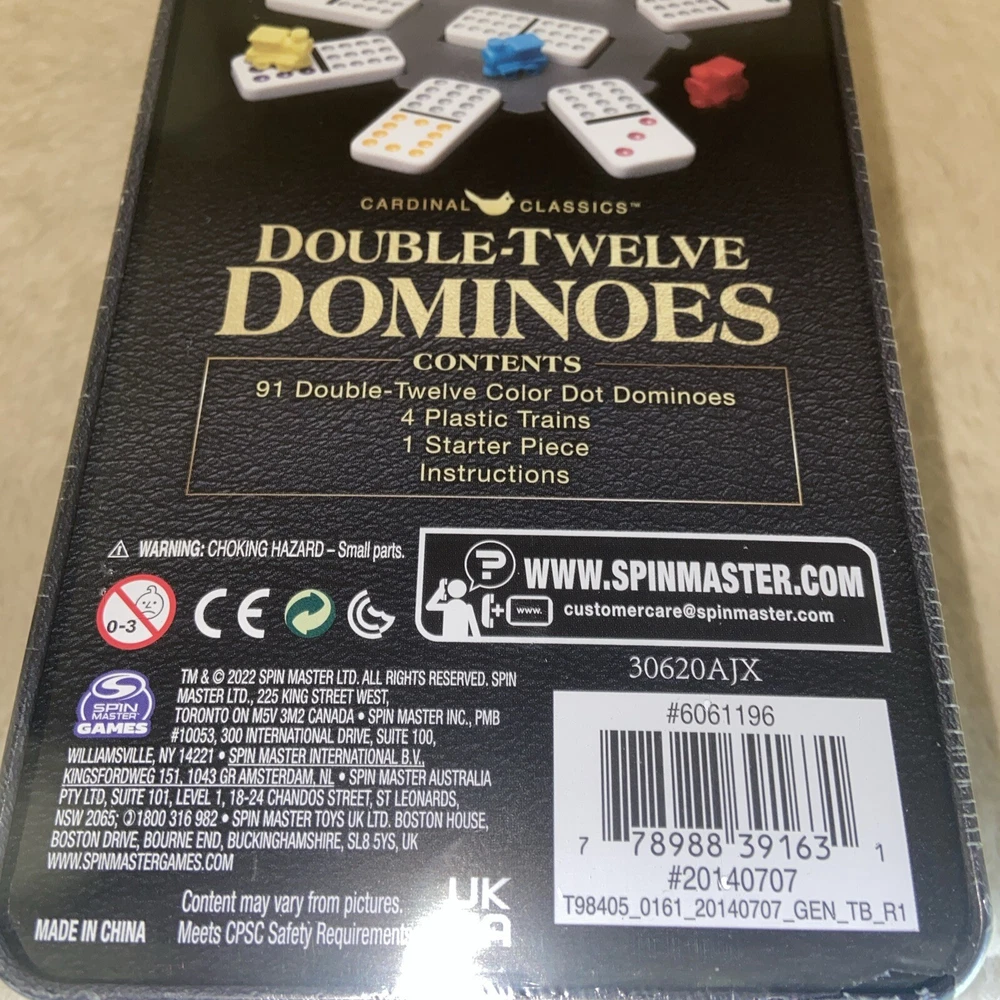 CARDINAL CLASSICS™
DOUBLE-TWELVE
DOMINOES
CONTENTS
91 Double-Twelve Color Dot Dominoes
4 Plastic Trains
1 Starter Piece
Instructions
⚠ WARNING: CHOKING HAZARD – Small parts.
0-3
CE
?
WWW.SPINMASTER.COM
+ www. customercare@spinmaster.com
30620AJX
S
SPIN
MASTER™
GAMES
TM & © 2022 SPIN MASTER LTD. ALL RIGHTS RESERVED. SPIN
MASTER LTD., 225 KING STREET WEST,
TORONTO ON M5V 3M2 CANADA • SPIN MASTER INC., PMB
#10053, 300 INTERNATIONAL DRIVE, SUITE 100,
WILLIAMSVILLE, NY 14221 • SPIN MASTER INTERNATIONAL B.V.,
KINGSFORDWEG 151, 1043 GR AMSTERDAM, NL • SPIN MASTER AUSTRALIA
PTY LTD, SUITE 101, LEVEL 1, 18-24 CHANDOS STREET, ST LEONARDS,
NSW 2065; 1800 316 982 • SPIN MASTER TOYS UK LTD. BOSTON HOUSE,
BOSTON DRIVE, BOURNE END, BUCKINGHAMSHIRE, SL8 5YS, UK
WWW.SPINMASTERGAMES.COM
Content may vary from pictures.
MADE IN CHINA Meets CPSC Safety Requirement
UK
#6061196
7 78988 39163 1
#20140707
T98405_0161_20140707_GEN_TB_R1